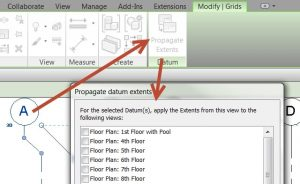 Collaborate View Manage Add-Ins Extensions Modify | Grids
Propagate
Extents
View Measure Create Datum
A
D
3D
Propagate datum extents
For the selected Datum(s), apply the Extents from this view to the
following views:
Floor Plan: 1st Floor with Pool
Floor Plan: 4th Floor
Floor Plan: 5th Floor
Floor Plan: 6th Floor
Floor Plan: 7th Floor
Floor Plan: 8th Floor